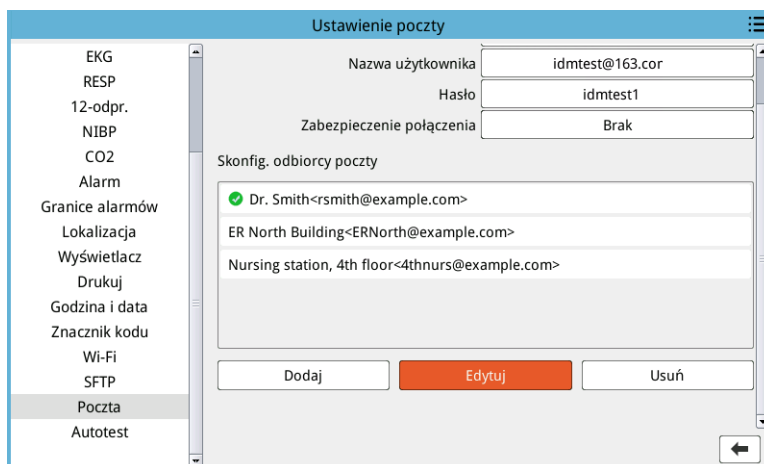 Ustawienie poczty
EKG
RESP
12-odpr.
NIBP
CO2
Alarm
Granice alarmów
Lokalizacja
Wyświetlacz
Drukuj
Godzina i data
Znacznik kodu
Wi-Fi
SFTP
Poczta
Autotest
Nazwa użytkownika idmtest@163.cor
Hasło idmtest1
Zabezpieczenie połączenia Brak
Skonfig. odbiorcy poczty
Dr. Smith<rsmith@example.com>
ER North Building<ERNorth@example.com>
Nursing station, 4th floor<4thnurs@example.com>
Dodaj Edytuj Usuń